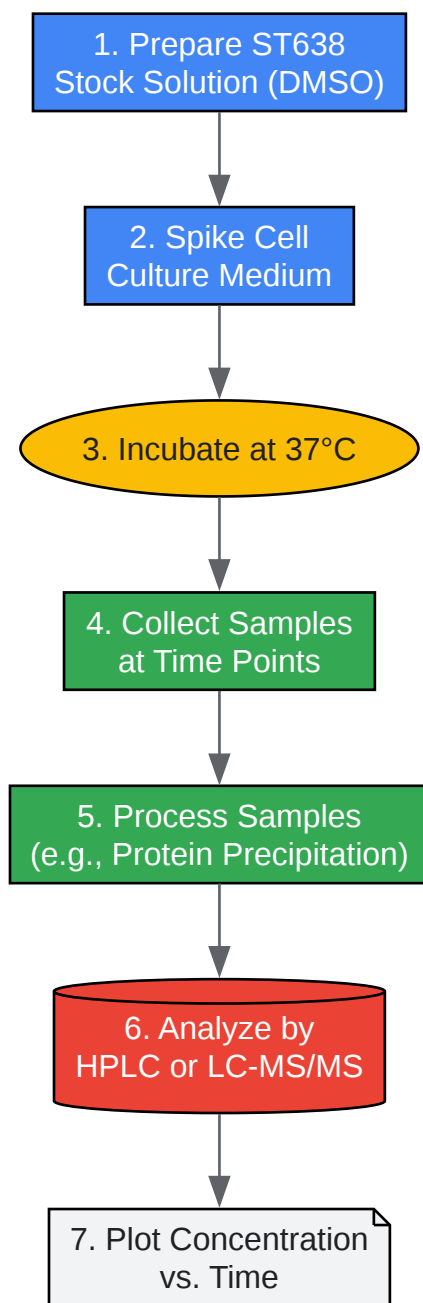 1. Prepare ST638
Stock Solution (DMSO)
2. Spike Cell
Culture Medium
3. Incubate at 37°C
4. Collect Samples
at Time Points
5. Process Samples
(e.g., Protein Precipitation)
6. Analyze by
HPLC or LC-MS/MS
7. Plot Concentration
vs. Time